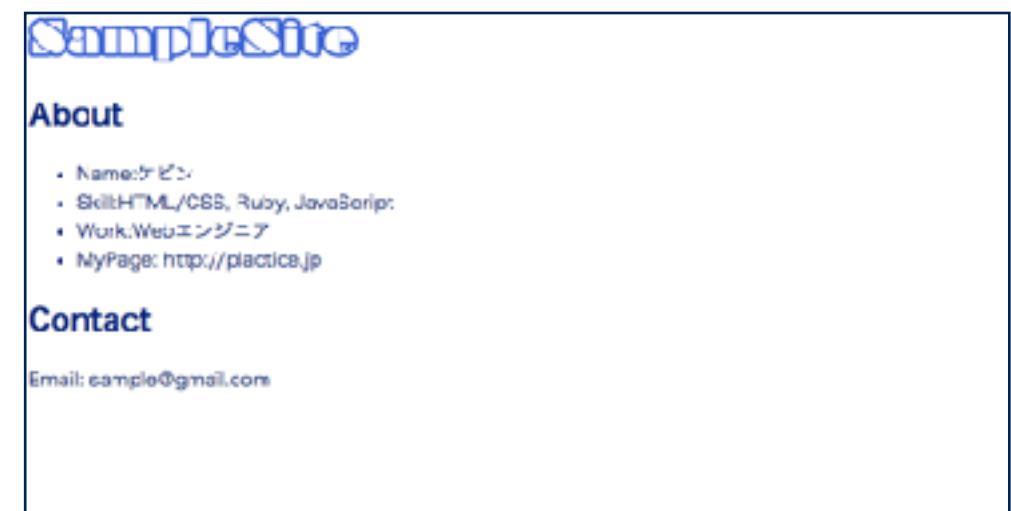 SampleSite
About
Name:ケビン
Skill:HTML/CSS, Ruby, JavaScript
Work:Webエンジニア
MyPage: http://plactice.jp
Contact
Email: sample@gmail.com